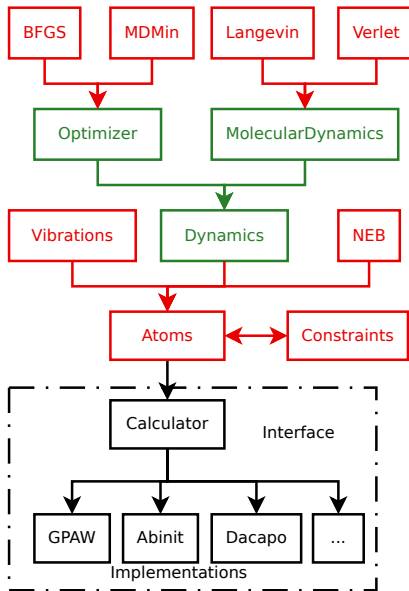 BFGS
MDMin
Langevin
Verlet
Optimizer
MolecularDynamics
Vibrations
Dynamics
NEB
Atoms
Constraints
Calculator
Interface
GPAW
Abinit
Dacapo
...
Implementations